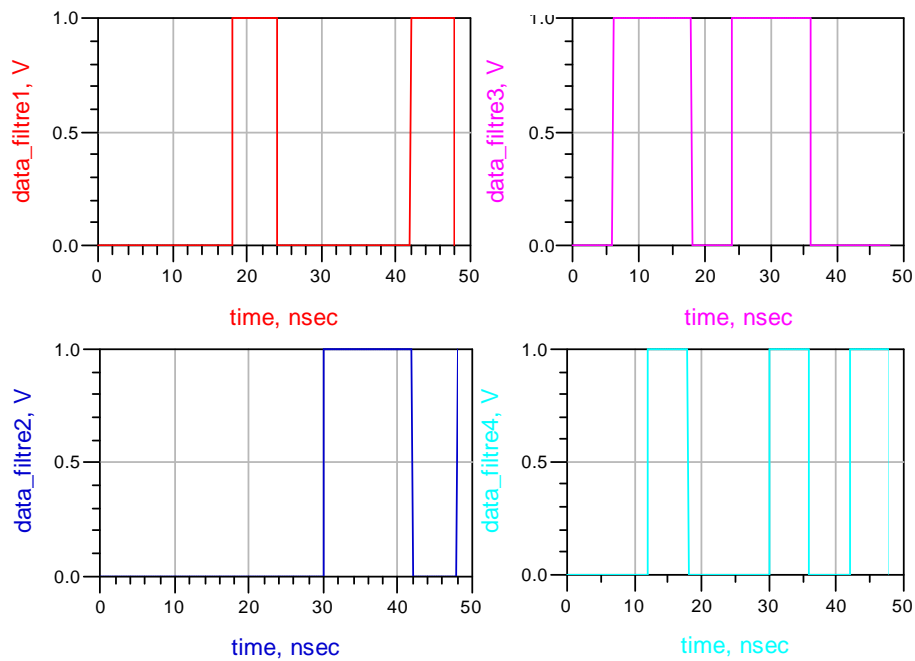 1.0
0.5
0.0
data_filtre1, V
0 10 20 30 40 50
time, nsec
1.0
0.5
0.0
data_filtre3, V
0 10 20 30 40 50
time, nsec
1.0
0.5
0.0
data_filtre2, V
0 10 20 30 40 50
time, nsec
1.0
0.5
0.0
data_filtre4, V
0 10 20 30 40 50
time, nsec